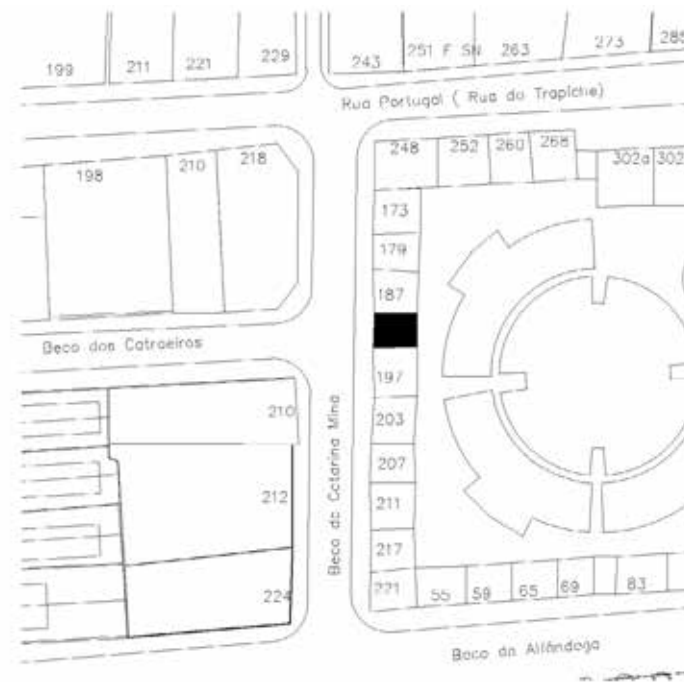 199 211 221 229 243 251 F SN 263 273 285
Rua Portugal ( Rua do Trapiche)
248 252 260 268 302a 302
198 210 218
173
179
187
Beco dos Catraeiros
197
210
203
Beco da Catarina Mina
207
212
211
217
224
221 55 59 65 69 83
Beco da Alfândega